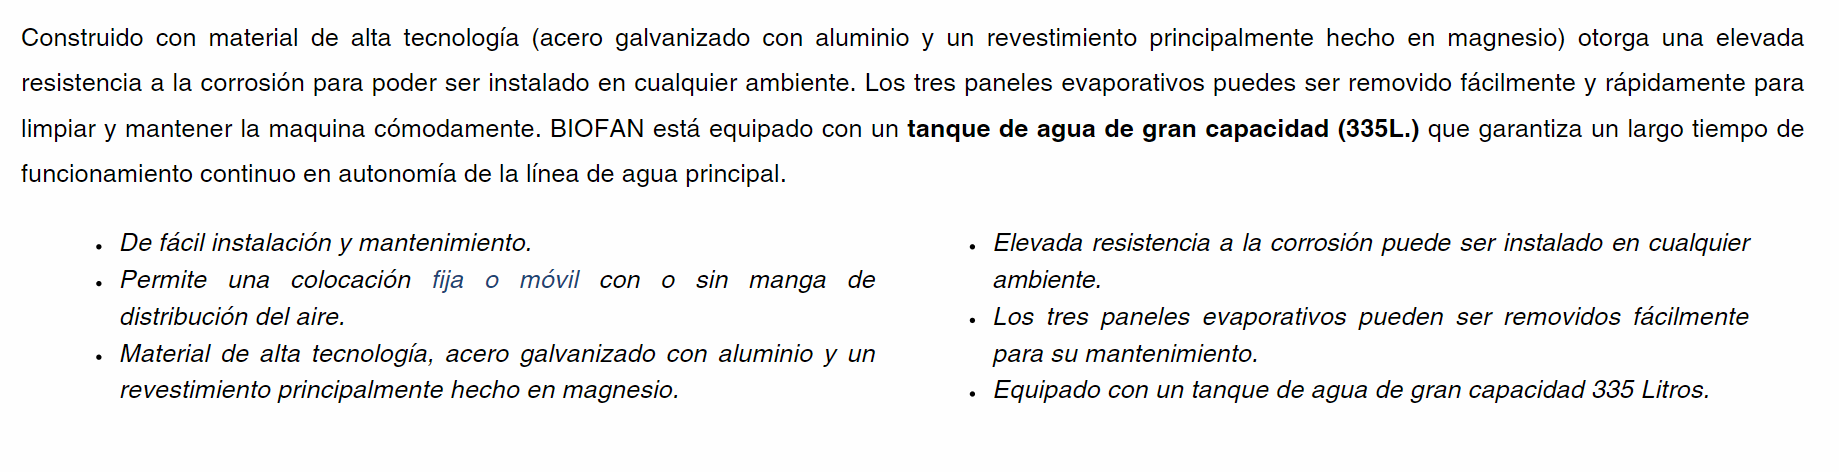 Construido con material de alta tecnología (acero galvanizado con aluminio y un revestimiento principalmente hecho en magnesio) otorga una elevada
resistencia a la corrosión para poder ser instalado en cualquier ambiente. Los tres paneles evaporativos puedes ser removido fácilmente y rápidamente para
limpiar y mantener la maquina cómodamente. BIOFAN está equipado con un tanque de agua de gran capacidad (335L.) que garantiza un largo tiempo de
funcionamiento continuo en autonomía de la línea de agua principal.
• De fácil instalación y mantenimiento.
• Permite una colocación fija o móvil con o sin manga de
distribución del aire.
• Material de alta tecnología, acero galvanizado con aluminio y un
revestimiento principalmente hecho en magnesio.
• Elevada resistencia a la corrosión puede ser instalado en cualquier
ambiente.
• Los tres paneles evaporativos pueden ser removidos fácilmente
para su mantenimiento.
• Equipado con un tanque de agua de gran capacidad 335 Litros.